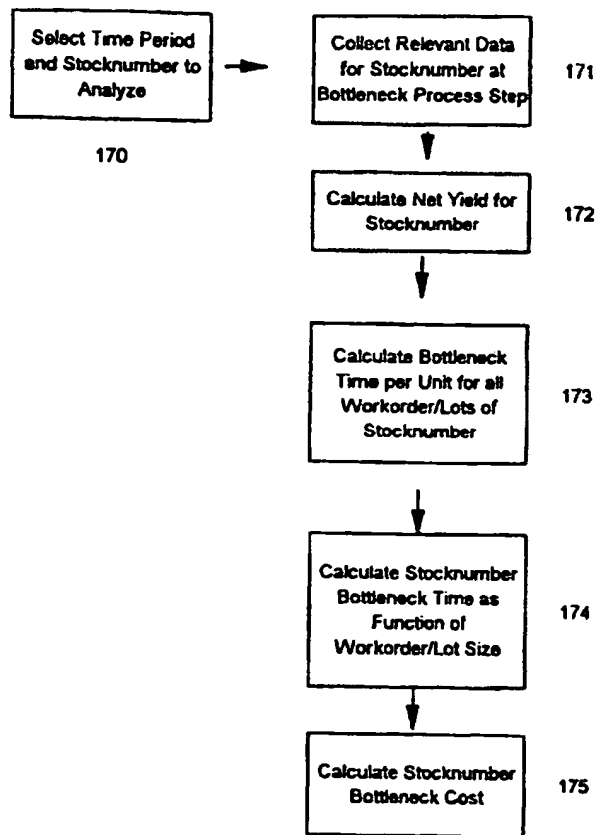 Select Time Period
and Stocknumber to
Analyze
170
Collect Relevant Data
for Stocknumber at
Bottleneck Process Step
171
Calculate Net Yield for
Stocknumber
172
Calculate Bottleneck
Time per Unit for all
Workorder/Lots of
Stocknumber
173
Calculate Stocknumber
Bottleneck Time as
Function of
Workorder/Lot Size
174
Calculate Stocknumber
Bottleneck Cost
175